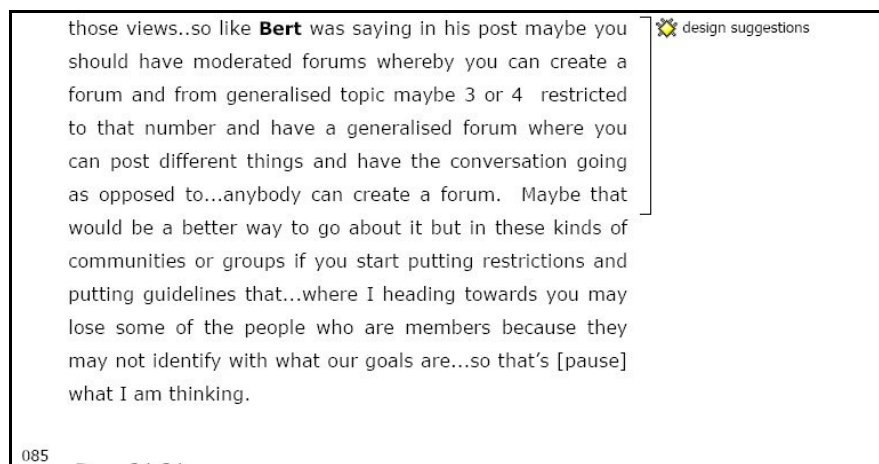 those views..so like Bert was saying in his post maybe you
design suggestions
should have moderated forums whereby you can create a
forum and from generalised topic maybe 3 or 4 restricted
to that number and have a generalised forum where you
can post different things and have the conversation going
as opposed to...anybody can create a forum. Maybe that
would be a better way to go about it but in these kinds of
communities or groups if you start putting restrictions and
putting guidelines that...where I heading towards you may
lose some of the people who are members because they
may not identify with what our goals are...so that's [pause]
what I am thinking.
085